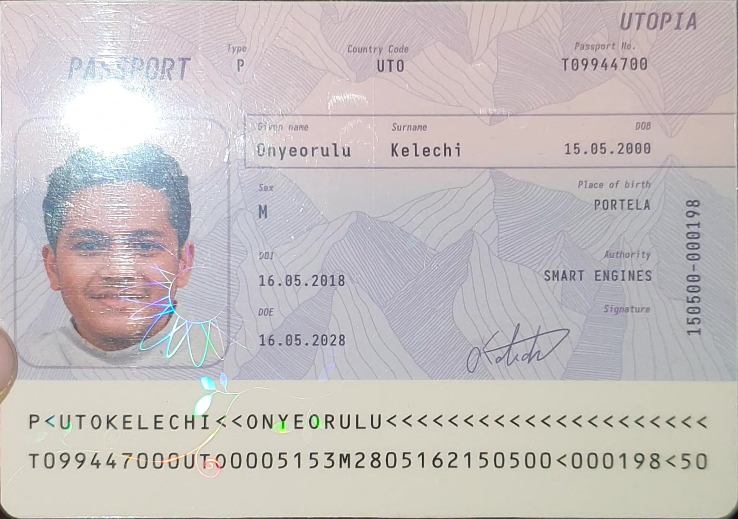 UTOPIA
PASSPORT
Type Country Code Passport No.
P UTO T09944700
Given name Surname DOB
Onyeorulu Kelechi 15.05.2000
Sex Place of birth
M PORTELA
DOI Authority
16.05.2018 SMART ENGINES
DOE Signature
16.05.2028
150500-000198
P<UTOKELECHI<<ONYEORULU<<<<<<<<<<<<<<<<<<<<<
T099447000UTO0005153M2805162150500<000198<50